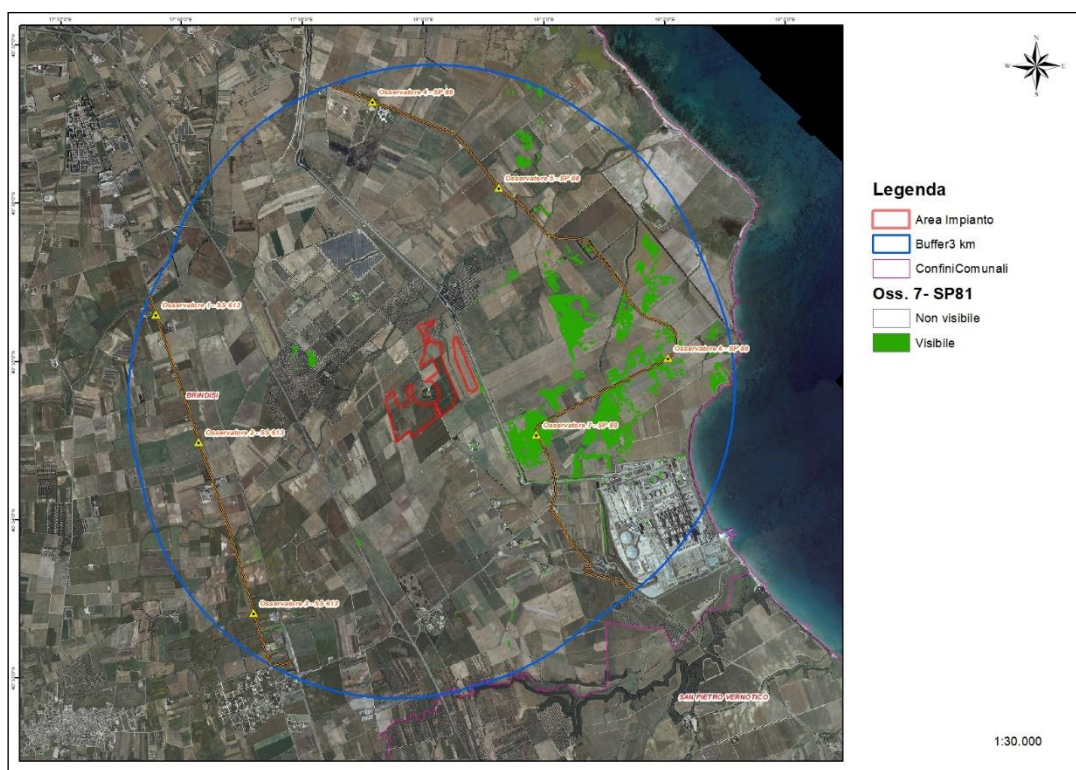 N
W
E
S
Osservatore 4 - SP 88
Osservatore 5 - SP 88
Osservatore 1 - SS 613
Osservatore 6 - SP 88
BRINDISI
Osservatore 7 - SP 88
Osservatore 2 - SS 613
Osservatore 3 - SS 613
SAN PIETRO VERNOTICO
Legenda
Area Impianto
Buffer3 km
ConfiniComunali
Oss. 7- SP81
Non visibile
Visibile
1:30.000